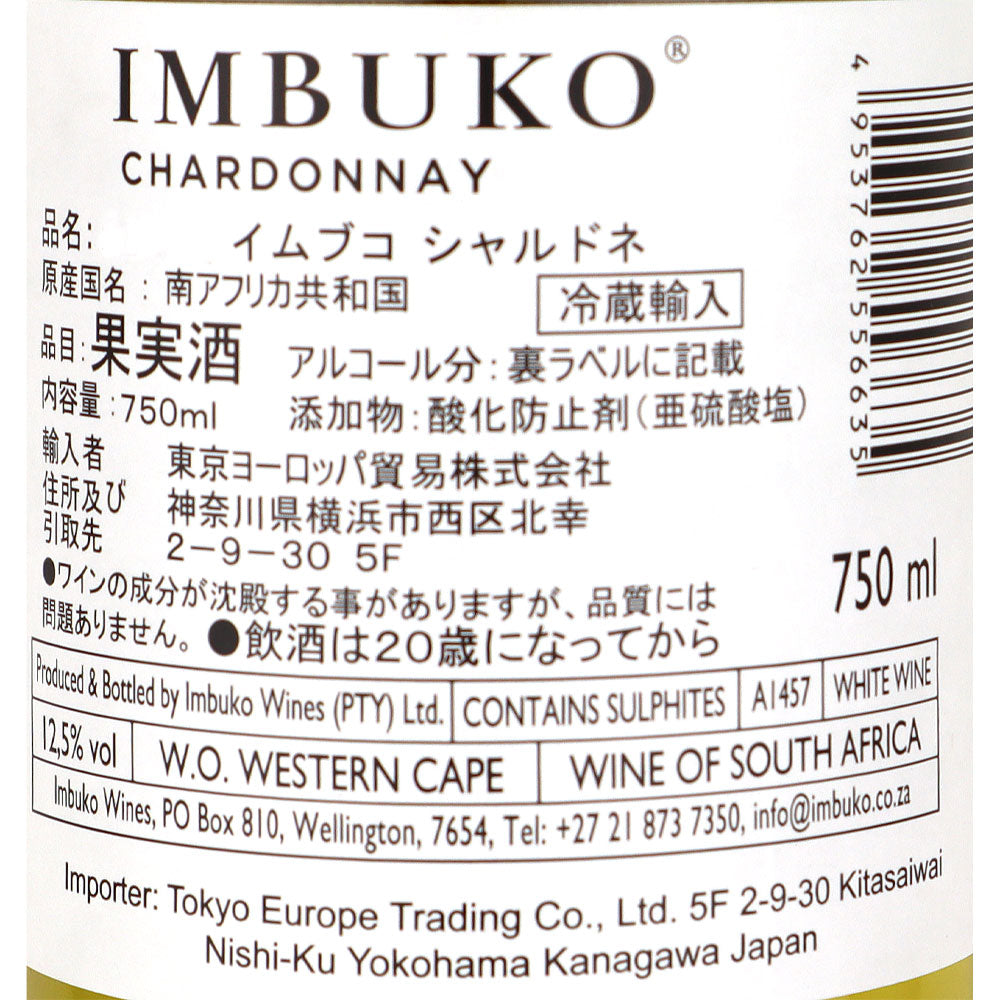 IMBUKO®
CHARDONNAY
品名: イムブコ シャルドネ
原産国名 : 南アフリカ共和国
冷蔵輸入
品目: 果実酒 アルコール分 : 裏ラベルに記載
内容量 : 750ml 添加物 : 酸化防止剤(亜硫酸塩)
輸入者 東京ヨーロッパ貿易株式会社
住所及び 神奈川県横浜市西区北幸
引取先 2-9-30 5F
●ワインの成分が沈殿する事がありますが、品質には
問題ありません。 ●飲酒は20歳になってから
750 ml
4 953762 556635
Produced & Bottled by Imbuko Wines (PTY) Ltd. CONTAINS SULPHITES A1457 WHITE WINE
12,5% vol W.O. WESTERN CAPE WINE OF SOUTH AFRICA
Imbuko Wines, PO Box 810, Wellington, 7654, Tel: +27 21 873 7350, info@imbuko.co.za
Importer: Tokyo Europe Trading Co., Ltd. 5F 2-9-30 Kitasaiwai
Nishi-Ku Yokohama Kanagawa Japan